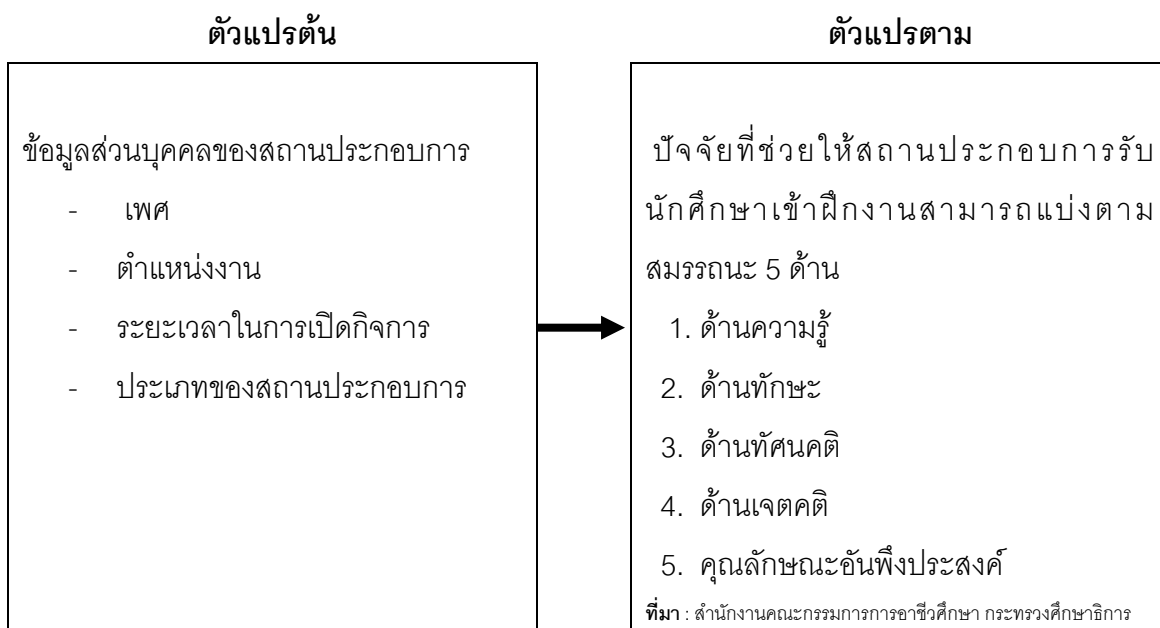 ตัวแปรต้น
ข้อมูลส่วนบุคคลของสถานประกอบการ
- เพศ
- ตำแหน่งงาน
- ระยะเวลาในการเปิดกิจการ
- ประเภทของสถานประกอบการ
ตัวแปรตาม
ปัจจัยที่ช่วยให้สถานประกอบการรับ
นักศึกษาเข้าฝึกงานสามารถแบ่งตาม
สมรรถนะ 5 ด้าน
1. ด้านความรู้
2. ด้านทักษะ
3. ด้านทัศนคติ
4. ด้านเจตคติ
5. คุณลักษณะอันพึงประสงค์
ที่มา : สำนักงานคณะกรรมการการอาชีวศึกษา กระทรวงศึกษาธิการ